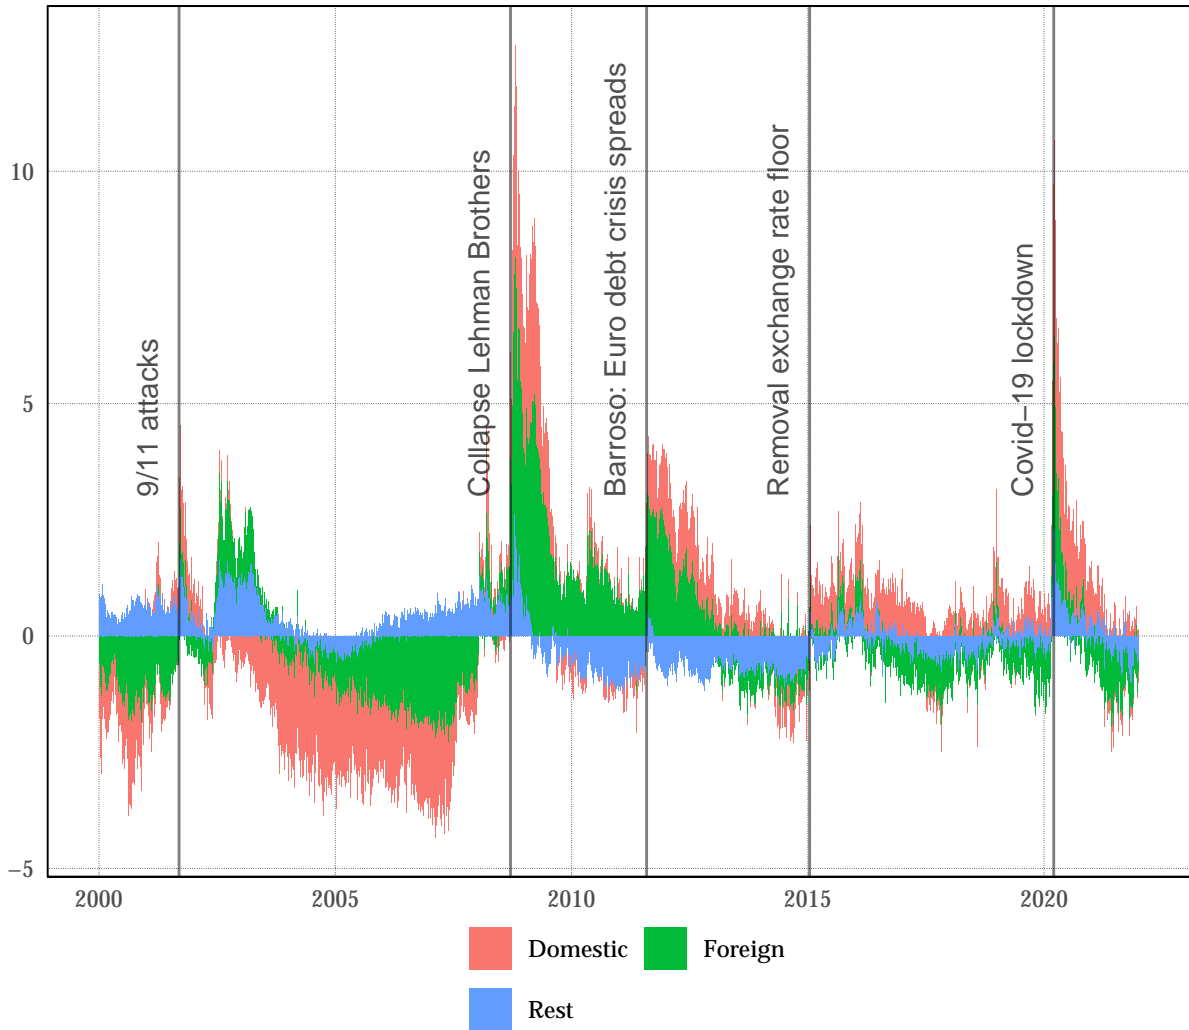 10
5
0
−5
9/11 attacks
Collapse Lehman Brothers
Barroso: Euro debt crisis spreads
Removal exchange rate floor
Covid−19 lockdown
2000
2005
2010
2015
2020
Domestic
Foreign
Rest